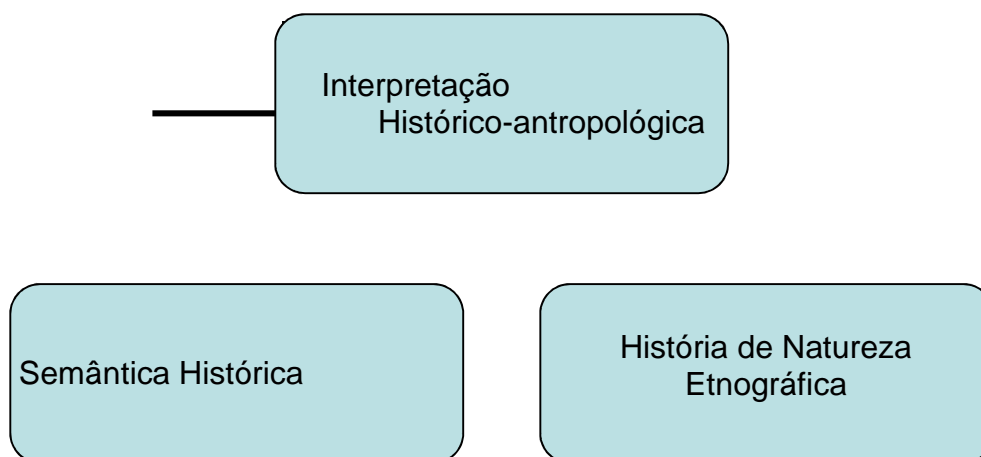 Interpretação
Histórico-antropológica
Semântica Histórica
História de Natureza
Etnográfica